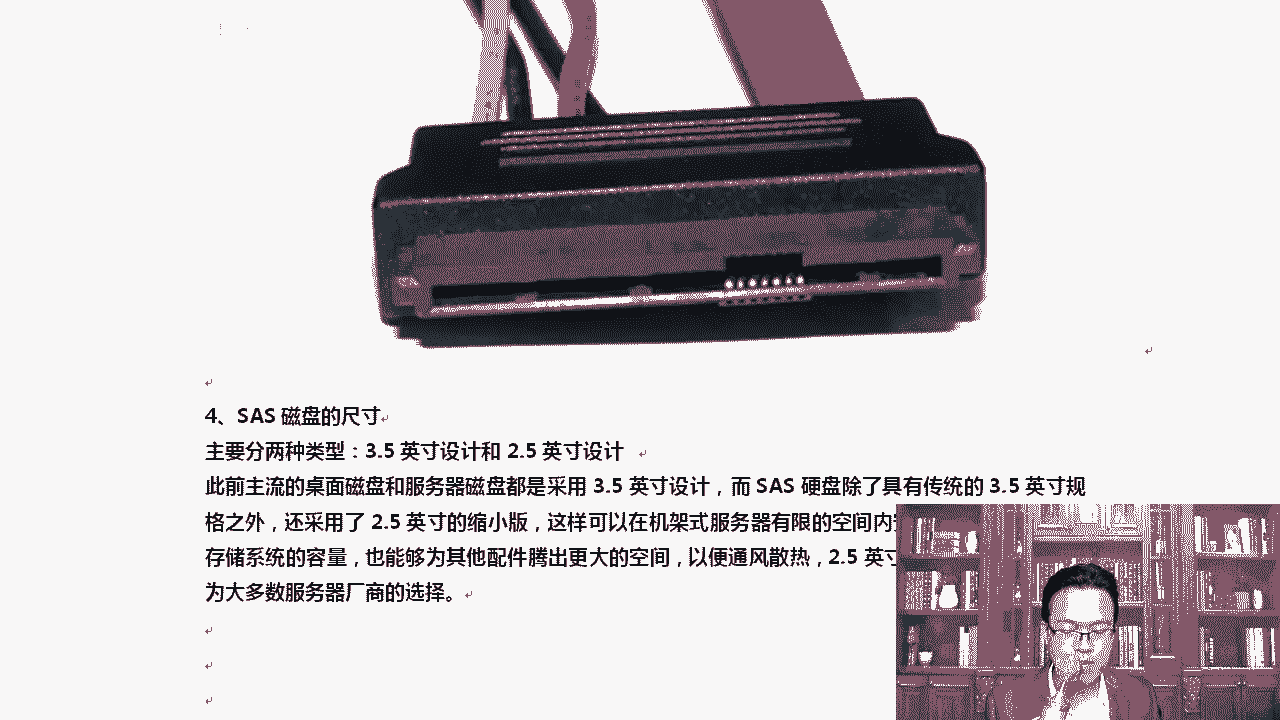 4、SAS 磁盘的尺寸
主要分两种类型：3.5 英寸设计和 2.5 英寸设计
此前主流的桌面磁盘和服务器磁盘都是采用 3.5 英寸设计，而 SAS 硬盘除了具有传统的 3.5 英寸规
格之外，还采用了 2.5 英寸的缩小版，这样可以在机架式服务器有限的空间内
存储系统的容量，也能够为其他配件腾出更大的空间，以便通风散热，2.5 英寸
为大多数服务器厂商的选择。